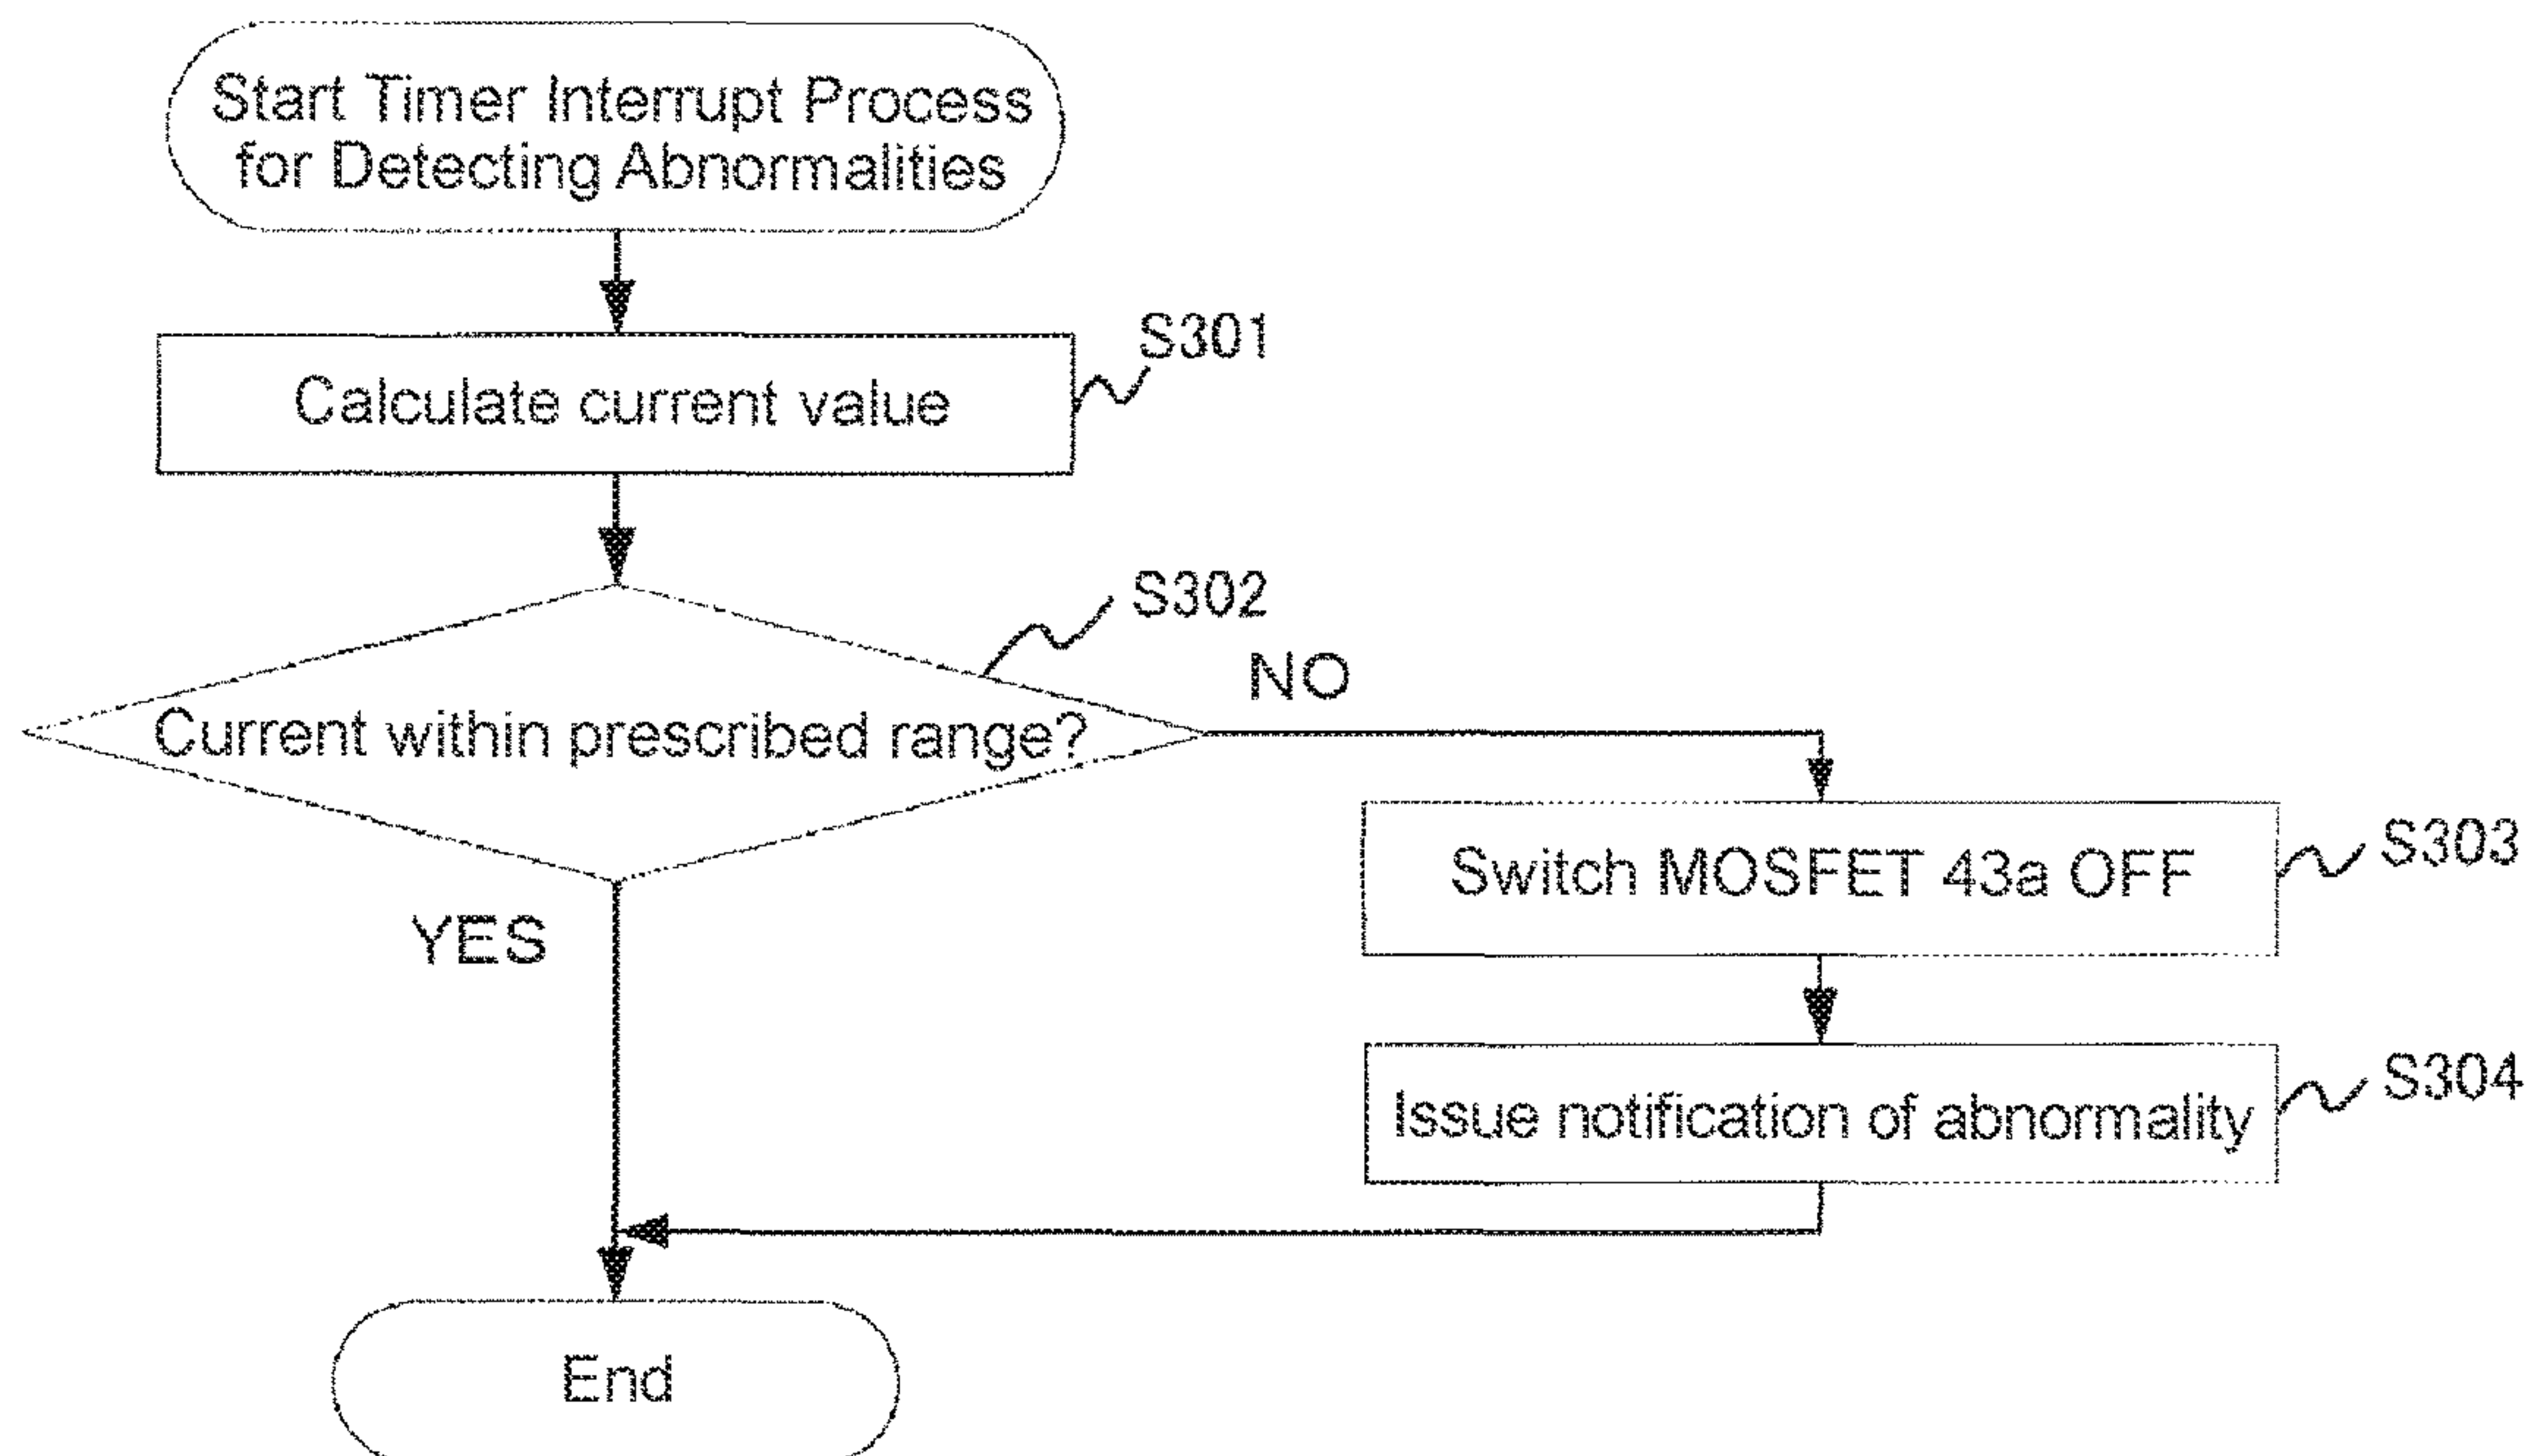 Start Timer Interrupt Process
for Detecting Abnormalities
S301
Calculate current value
S302
NO
Current within prescribed range?
S303
Switch MOSFET 43a OFF
YES
S304
Issue notification of abnormality
End